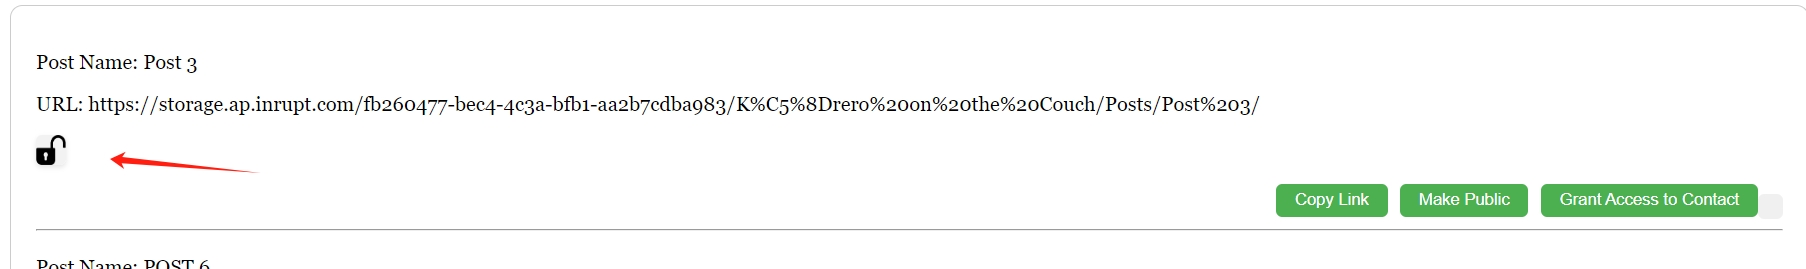 Post Name: Post 3
URL: https://storage.ap.inrupt.com/fb260477-bec4-4c3a-bfb1-aa2b7cdba983/K%C5%8Drero%20on%20the%20Couch/Posts/Post%203/
Copy Link Make Public Grant Access to Contact
Post Name: POST 6